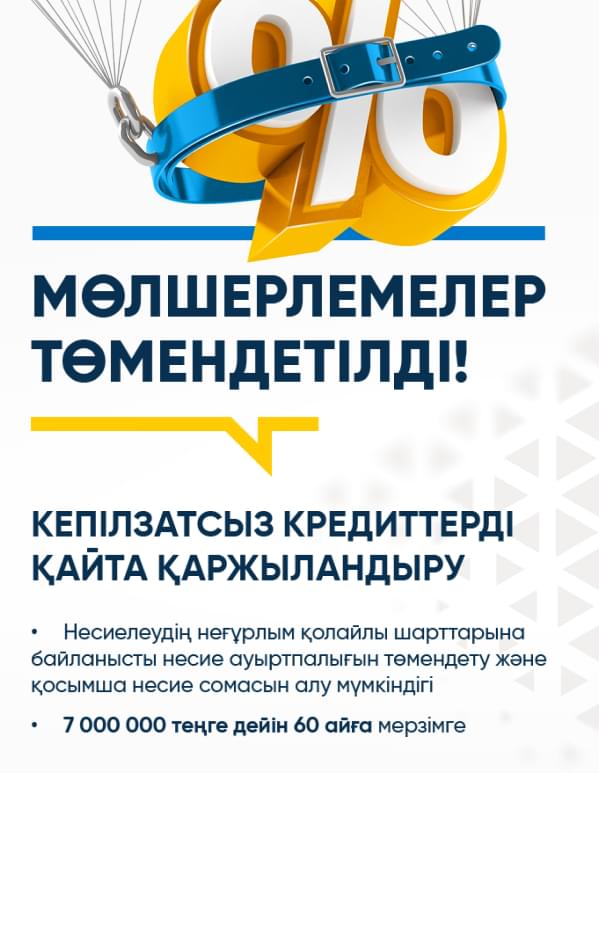 %
МӨЛШЕРЛЕМЕЛЕР
ТӨМЕНДЕТІЛДІ!
КЕПІЛЗАТСЫЗ КРЕДИТТЕРДІ
ҚАЙТА ҚАРЖЫЛАНДЫРУ
• Несиелеудің неғұрлым қолайлы шарттарына
байланысты несие ауыртпалығын төмендету және
қосымша несие сомасын алу мүмкіндігі
• 7 000 000 теңге дейін 60 айға мерзімге